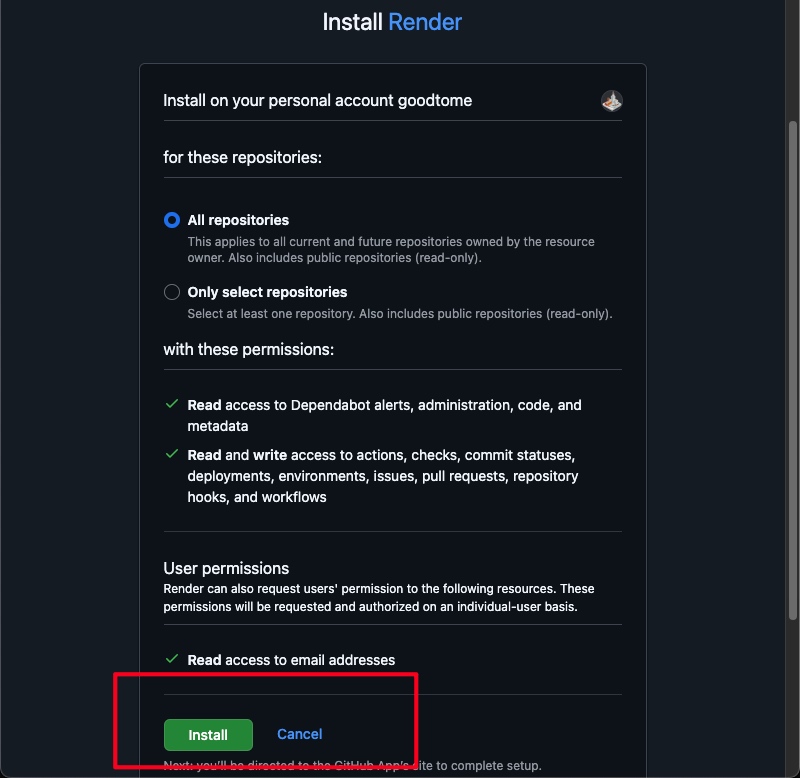 Install Render
Install on your personal account goodtome
for these repositories:
All repositories
This applies to all current and future repositories owned by the resource
owner. Also includes public repositories (read-only).
Only select repositories
Select at least one repository. Also includes public repositories (read-only).
with these permissions:
Read access to Dependabot alerts, administration, code, and
metadata
Read and write access to actions, checks, commit statuses,
deployments, environments, issues, pull requests, repository
hooks, and workflows
User permissions
Render can also request users' permission to the following resources. These
permissions will be requested and authorized on an individual-user basis.
Read access to email addresses
Install Cancel
Next: you'll be directed to the GitHub App's site to complete setup.